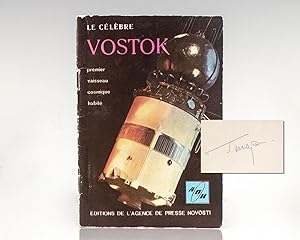 LE CÉLÈBRE
VOSTOK
premier
vaisseau
cosmique
habité
EDITIONS DE L'AGENCE DE PRESSE NOVOSTI